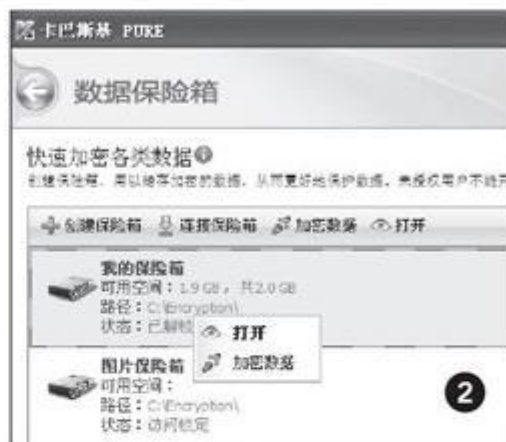 卡巴斯基 PURE
数据保险箱
快速加密各类数据
创建保险箱，用以储存加密的数据，从而更好地保护数据，未授权用户不能
创建保险箱 连接保险箱 加密数据 打开
我的保险箱
可用空间：1.9 GB，共2.0 GB
路径：C:\Encryption\
状态：已解锁
打开
加密数据
图片保险箱
可用空间：
路径：C:\Encryption\
状态：访问锁定
2